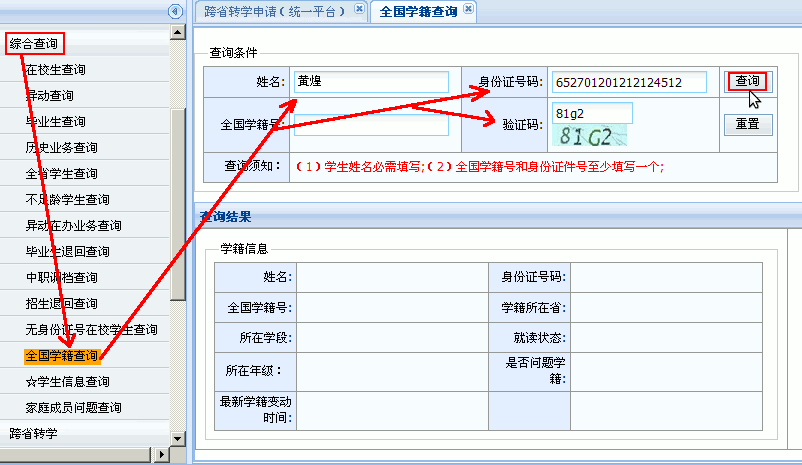 跨省转学申请（统一平台）
全国学籍查询
综合查询
在校生查询
异动查询
毕业生查询
历史业务查询
全省学生查询
不足龄学生查询
异动在办业务查询
毕业生退回查询
中职调档查询
招生退回查询
无身份证号在校学生查询
全国学籍查询
☆学生信息查询
家庭成员问题查询
跨省转学
查询条件
姓名: 黄煌 身份证号码: 652701201212124512 查询
全国学籍号: 验证码: 81g2 重置
81G2
查询须知： （1）学生姓名必需填写;（2）全国学籍号和身份证件号至少填写一个;
查询结果
学籍信息
姓名: 身份证号码:
全国学籍号: 学籍所在省:
所在学段: 就读状态:
所在年级： 是否问题学
籍:
最新学籍变动
时间: